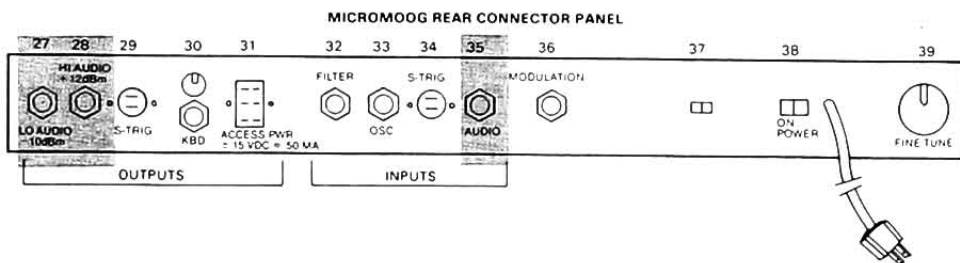 MICROMOOG REAR CONNECTOR PANEL
27 28 29 30 31 32 33 34 35 36 37 38 39
HI AUDIO
+ 12dBm
LO AUDIO
- 10dBm
S-TRIG
KBD
ACCESS PWR
± 15 VDC @ 50 MA
FILTER
OSC
S-TRIG
AUDIO
MODULATION
ON
POWER
FINE TUNE
OUTPUTS
INPUTS